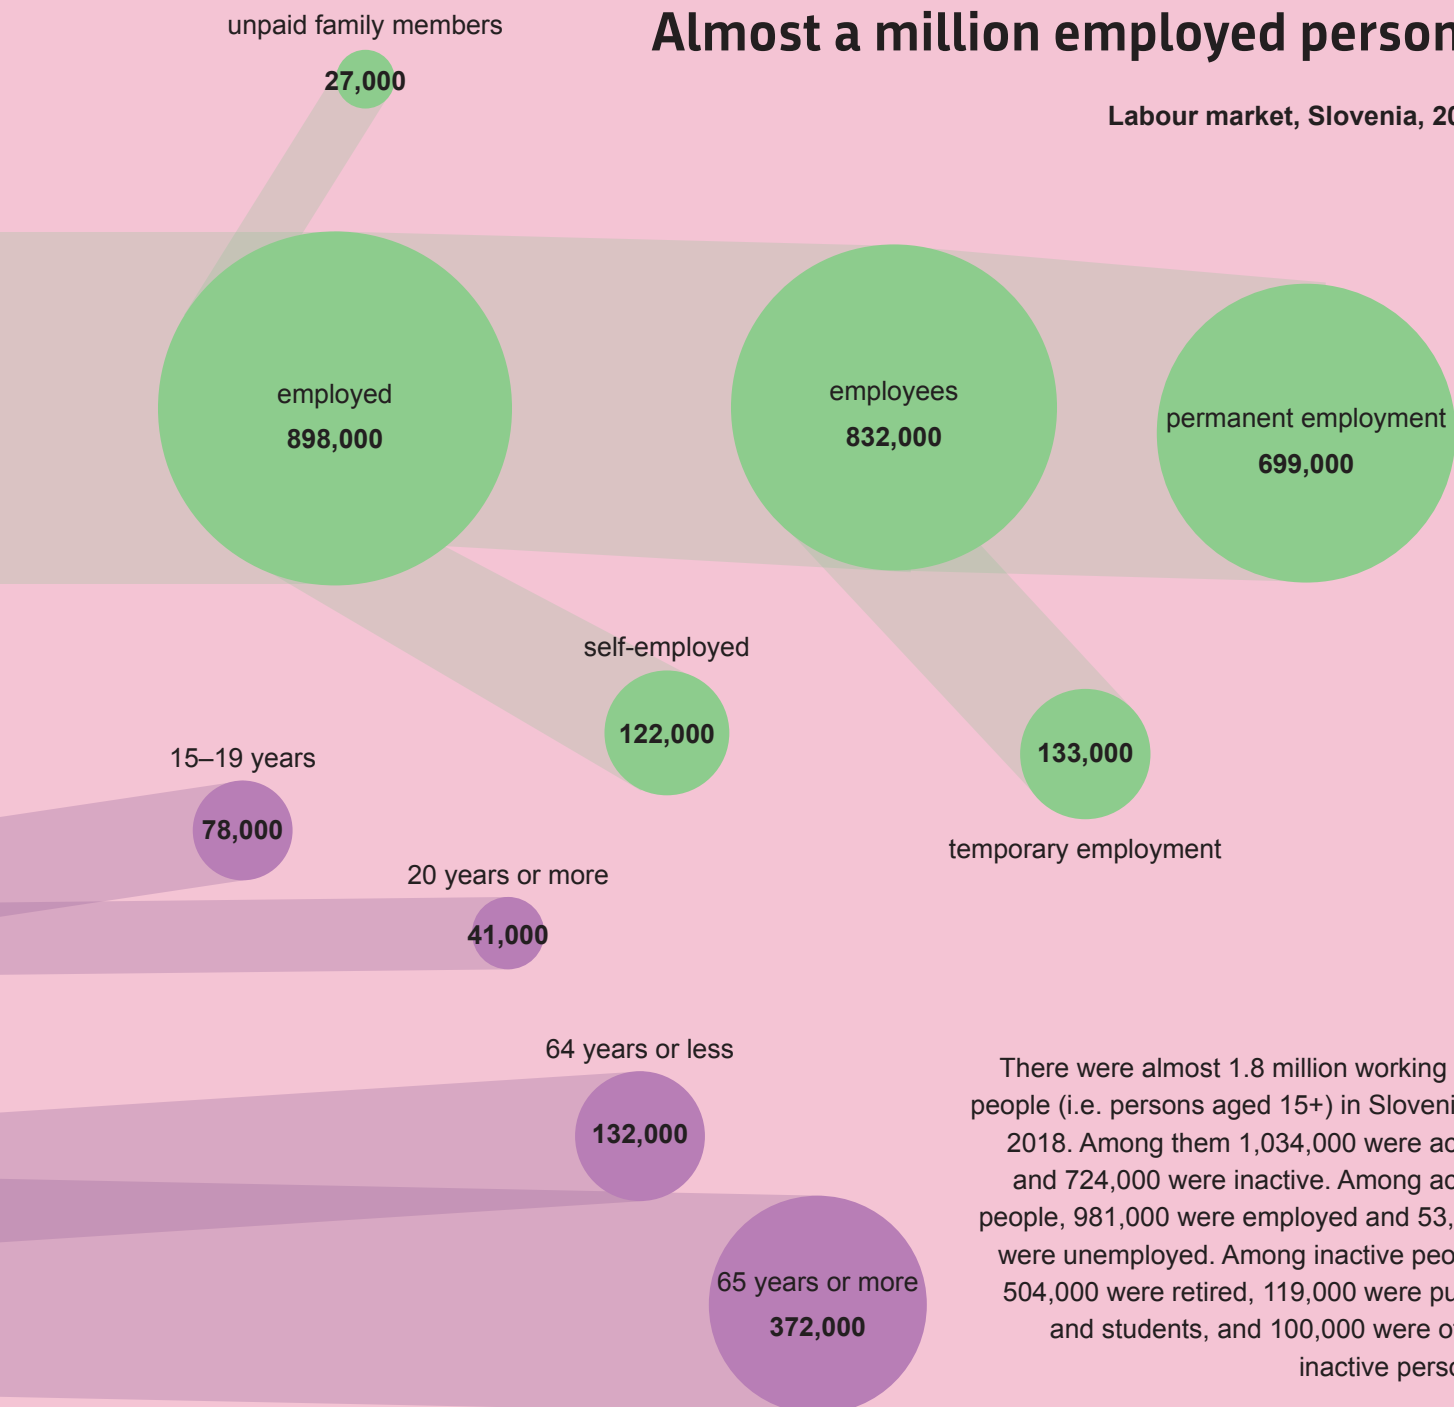 unpaid family members
27,000
Almost a million employed person
Labour market, Slovenia, 20
employed
898,000
employees
832,000
permanent employment
699,000
self-employed
122,000
133,000
temporary employment
15–19 years
78,000
20 years or more
41,000
64 years or less
132,000
65 years or more
372,000
There were almost 1.8 million working
people (i.e. persons aged 15+) in Sloveni
2018. Among them 1,034,000 were ac
and 724,000 were inactive. Among ac
people, 981,000 were employed and 53,
were unemployed. Among inactive peo
504,000 were retired, 119,000 were pu
and students, and 100,000 were o
inactive perso